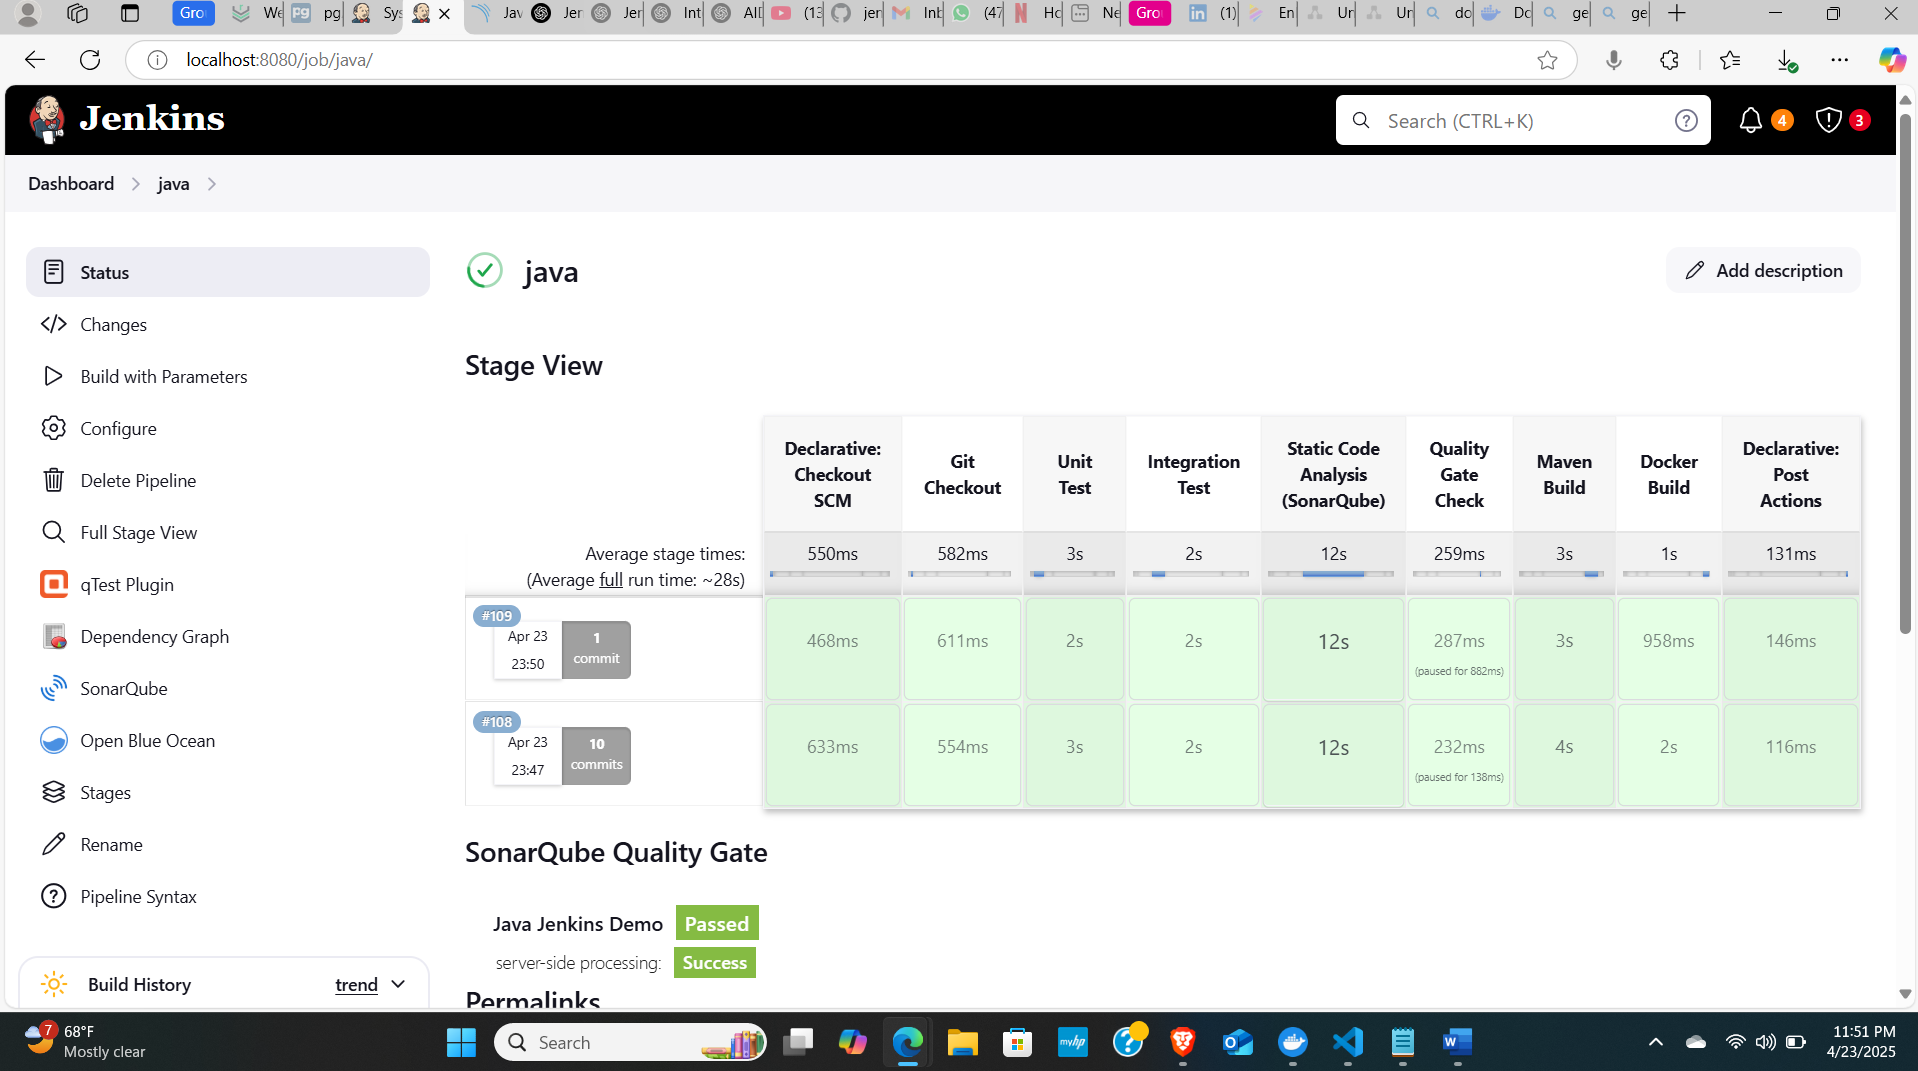 Gro
We
pg
Sys
Jav
Jen
Jer
Int
AII
(13
jer
Inb
(47
Ho
Ne
Gro
(1)
En
Ur
Ur
do
Do
ge
ge
localhost:8080/job/java/
Jenkins
Search (CTRL+K)
4
3
Dashboard
java
Status
Changes
Build with Parameters
Configure
Delete Pipeline
Full Stage View
qTest Plugin
Dependency Graph
SonarQube
Open Blue Ocean
Stages
Rename
Pipeline Syntax
Build History
trend
java
Add description
Stage View
Declarative: Checkout SCM
Git Checkout
Unit Test
Integration Test
Static Code Analysis (SonarQube)
Quality Gate Check
Maven Build
Docker Build
Declarative: Post Actions
Average stage times:
(Average full run time: ~28s)
550ms
582ms
3s
2s
12s
259ms
3s
1s
131ms
#109
Apr 23
23:50
1
commit
468ms
611ms
2s
2s
12s
287ms
(paused for 882ms)
3s
958ms
146ms
#108
Apr 23
23:47
10
commits
633ms
554ms
3s
2s
12s
232ms
(paused for 138ms)
4s
2s
116ms
SonarQube Quality Gate
Java Jenkins Demo Passed
server-side processing: Success
Permalinks
7
68°F
Mostly clear
Search
myhp
11:51 PM
4/23/2025